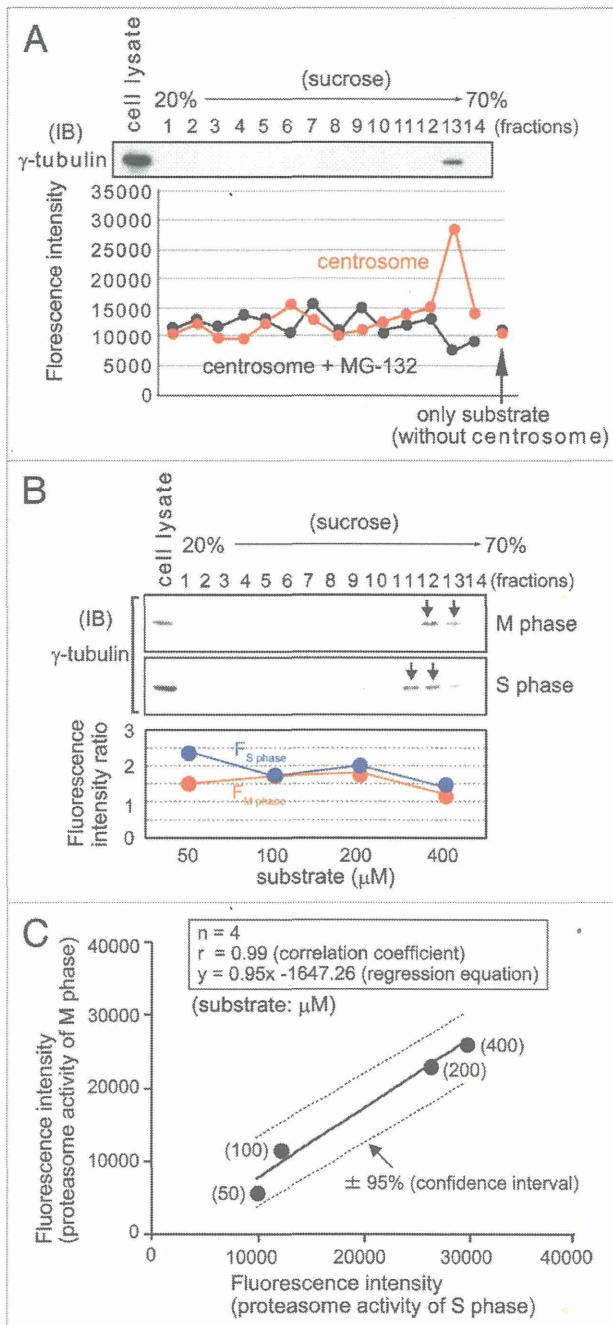 A
cell lysate
(sucrose)
20% 70%
1 2 3 4 5 6 7 8 9 10 11 12 13 14 (fractions)
(IB)
γ-tubulin
Florescence intensity
35000
30000
25000
20000
15000
10000
5000
0
centrosome
centrosome + MG-132
only substrate
(without centrosome)
B
cell lysate
(sucrose)
20% 70%
1 2 3 4 5 6 7 8 9 10 11 12 13 14 (fractions)
(IB)
γ-tubulin
M phase
S phase
Fluorescence
intensity ratio
3
2
1
0
F S phase
F M phase
50 100 200 400
substrate (μM)
C
n = 4
r = 0.99 (correlation coefficient)
y = 0.95x -1647.26 (regression equation)
(substrate: μM)
Fluorescence intensity
(proteasome activity of M phase)
40000
30000
20000
10000
0
(400)
(200)
(100)
(50)
± 95% (confidence interval)
0 10000 20000 30000 40000
Fluorescence intensity
(proteasome activity of S phase)